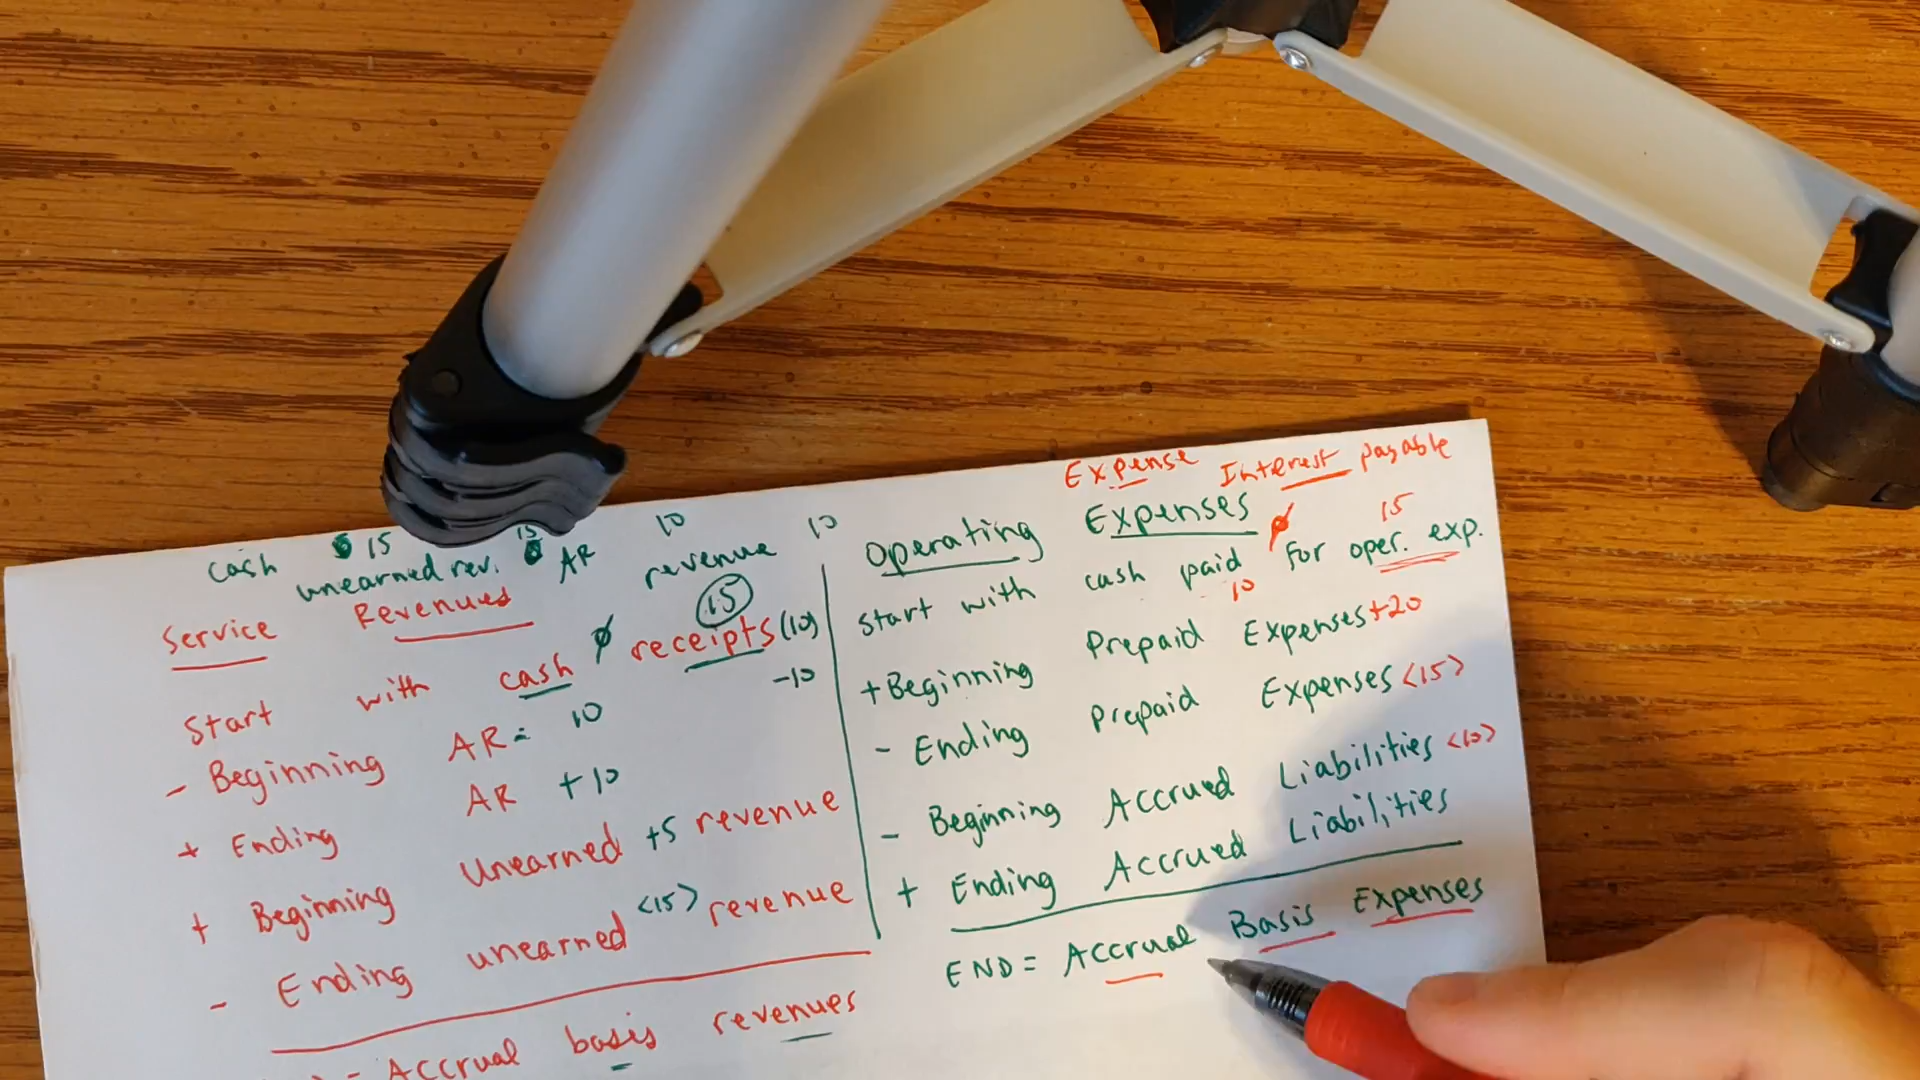 cash 15 10 10
unearned rev. 15 AR revenue
Service Revenues 15
Start with cash receipts (10)
-10
- Beginning AR = 10
+ Ending AR +10
+ Beginning Unearned +5 revenue
- Ending unearned <15> revenue
= Accrual basis revenues
Expense Interest payable
Operating Expenses 15
Start with cash paid for oper. exp.
10
+ Beginning Prepaid Expenses +20
- Ending Prepaid Expenses <15>
- Beginning Accrued Liabilities <10>
+ Ending Accrued Liabilities
END = Accrual Basis Expenses